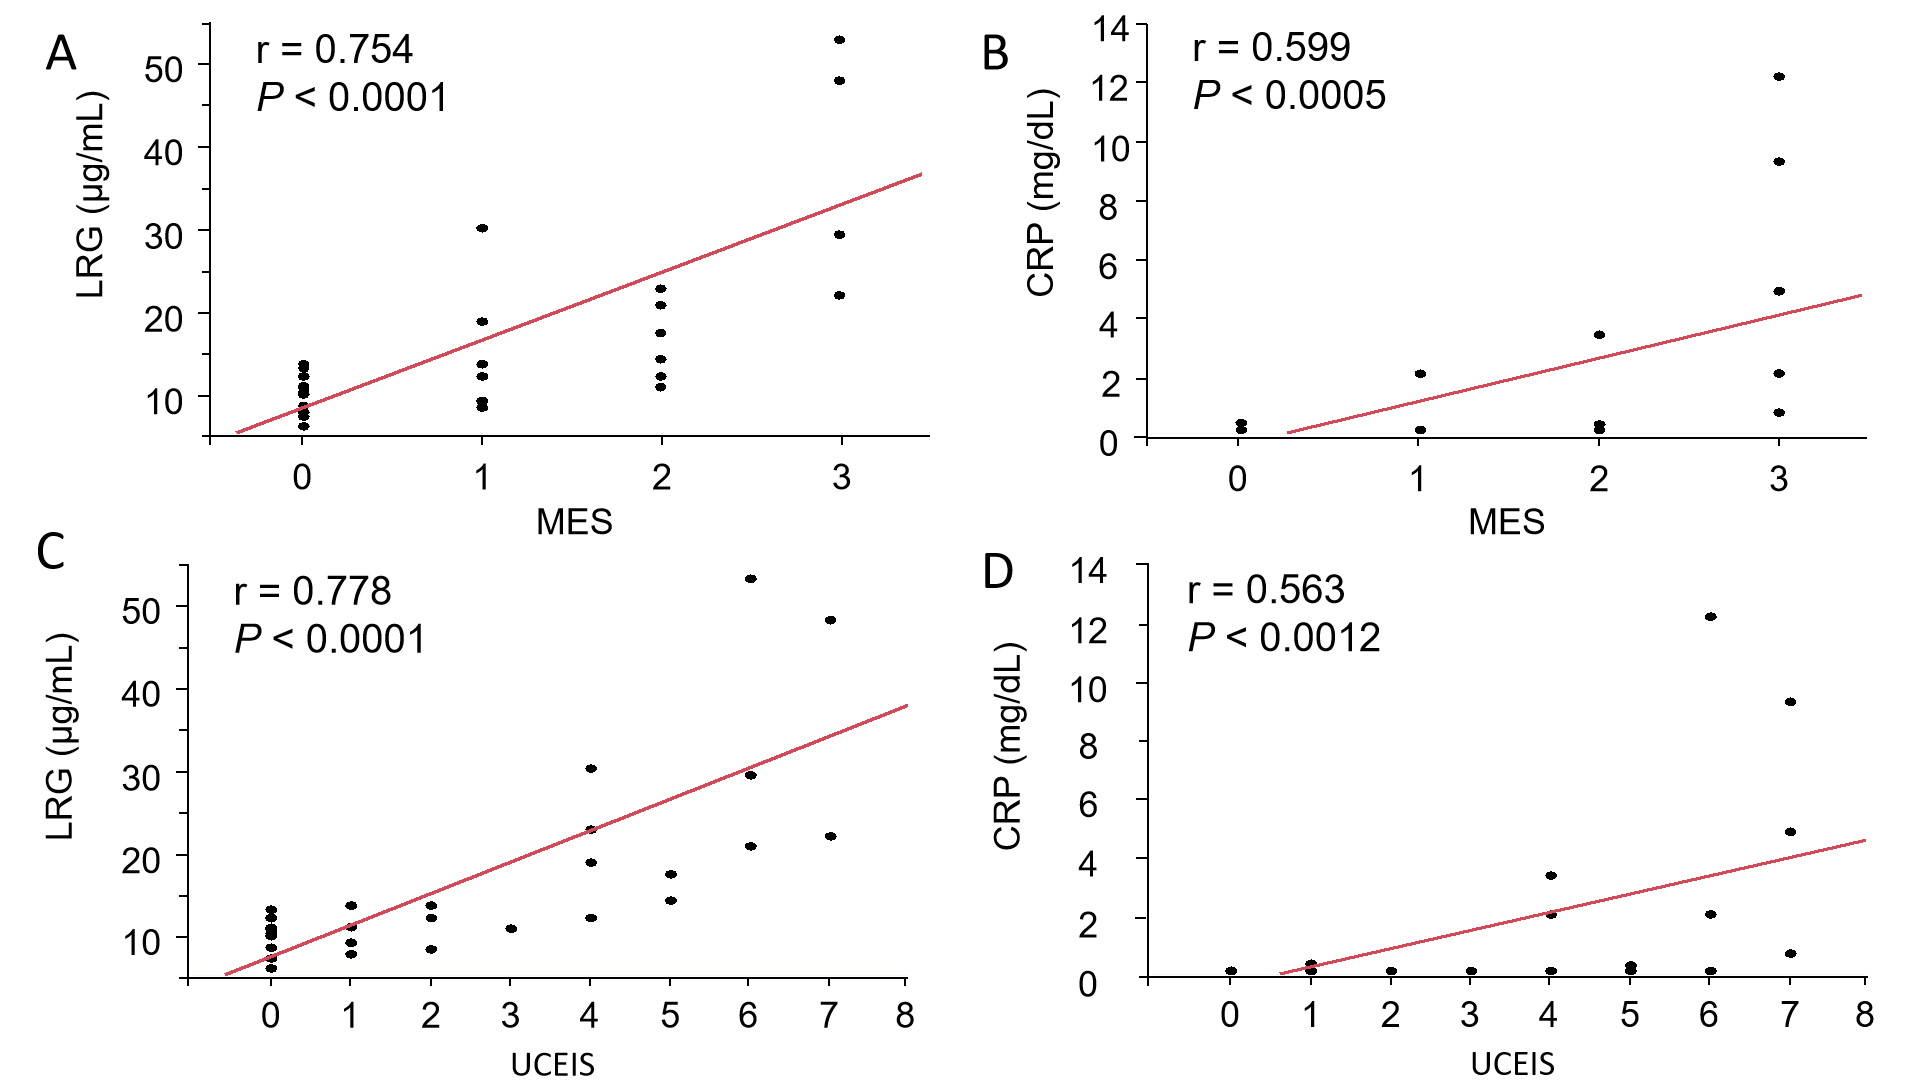 A
r = 0.754
P < 0.0001
LRG (µg/mL)
50
40
30
20
10
0 1 2 3
MES
B
r = 0.599
P < 0.0005
CRP (mg/dL)
14
12
10
8
6
4
2
0
0 1 2 3
MES
C
r = 0.778
P < 0.0001
LRG (µg/mL)
50
40
30
20
10
0 1 2 3 4 5 6 7 8
UCEIS
D
r = 0.563
P < 0.0012
CRP (mg/dL)
14
12
10
8
6
4
2
0
0 1 2 3 4 5 6 7 8
UCEIS